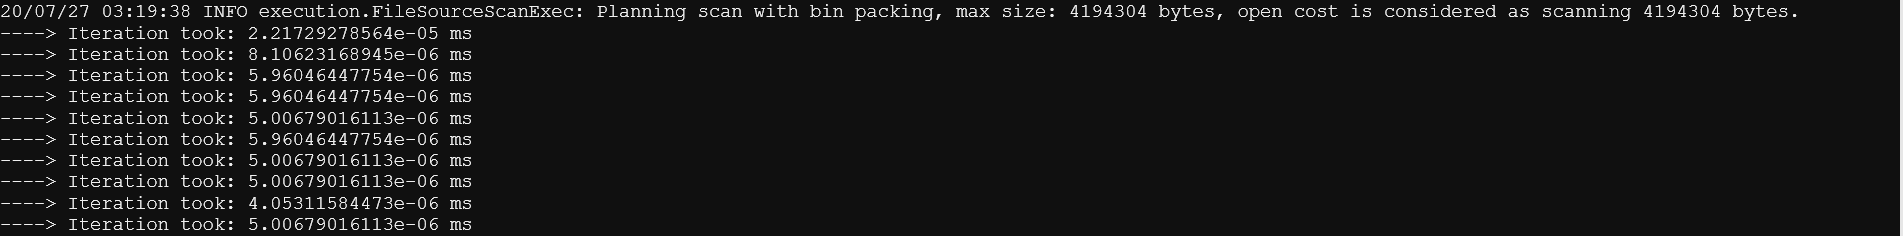 20/07/27 03:19:38 INFO execution.FileSourceScanExec: Planning scan with bin packing, max size: 4194304 bytes, open cost is considered as scanning 4194304 bytes.
----> Iteration took: 2.21729278564e-05 ms
----> Iteration took: 8.10623168945e-06 ms
----> Iteration took: 5.96046447754e-06 ms
----> Iteration took: 5.96046447754e-06 ms
----> Iteration took: 5.00679016113e-06 ms
----> Iteration took: 5.96046447754e-06 ms
----> Iteration took: 5.00679016113e-06 ms
----> Iteration took: 5.00679016113e-06 ms
----> Iteration took: 4.05311584473e-06 ms
----> Iteration took: 5.00679016113e-06 ms